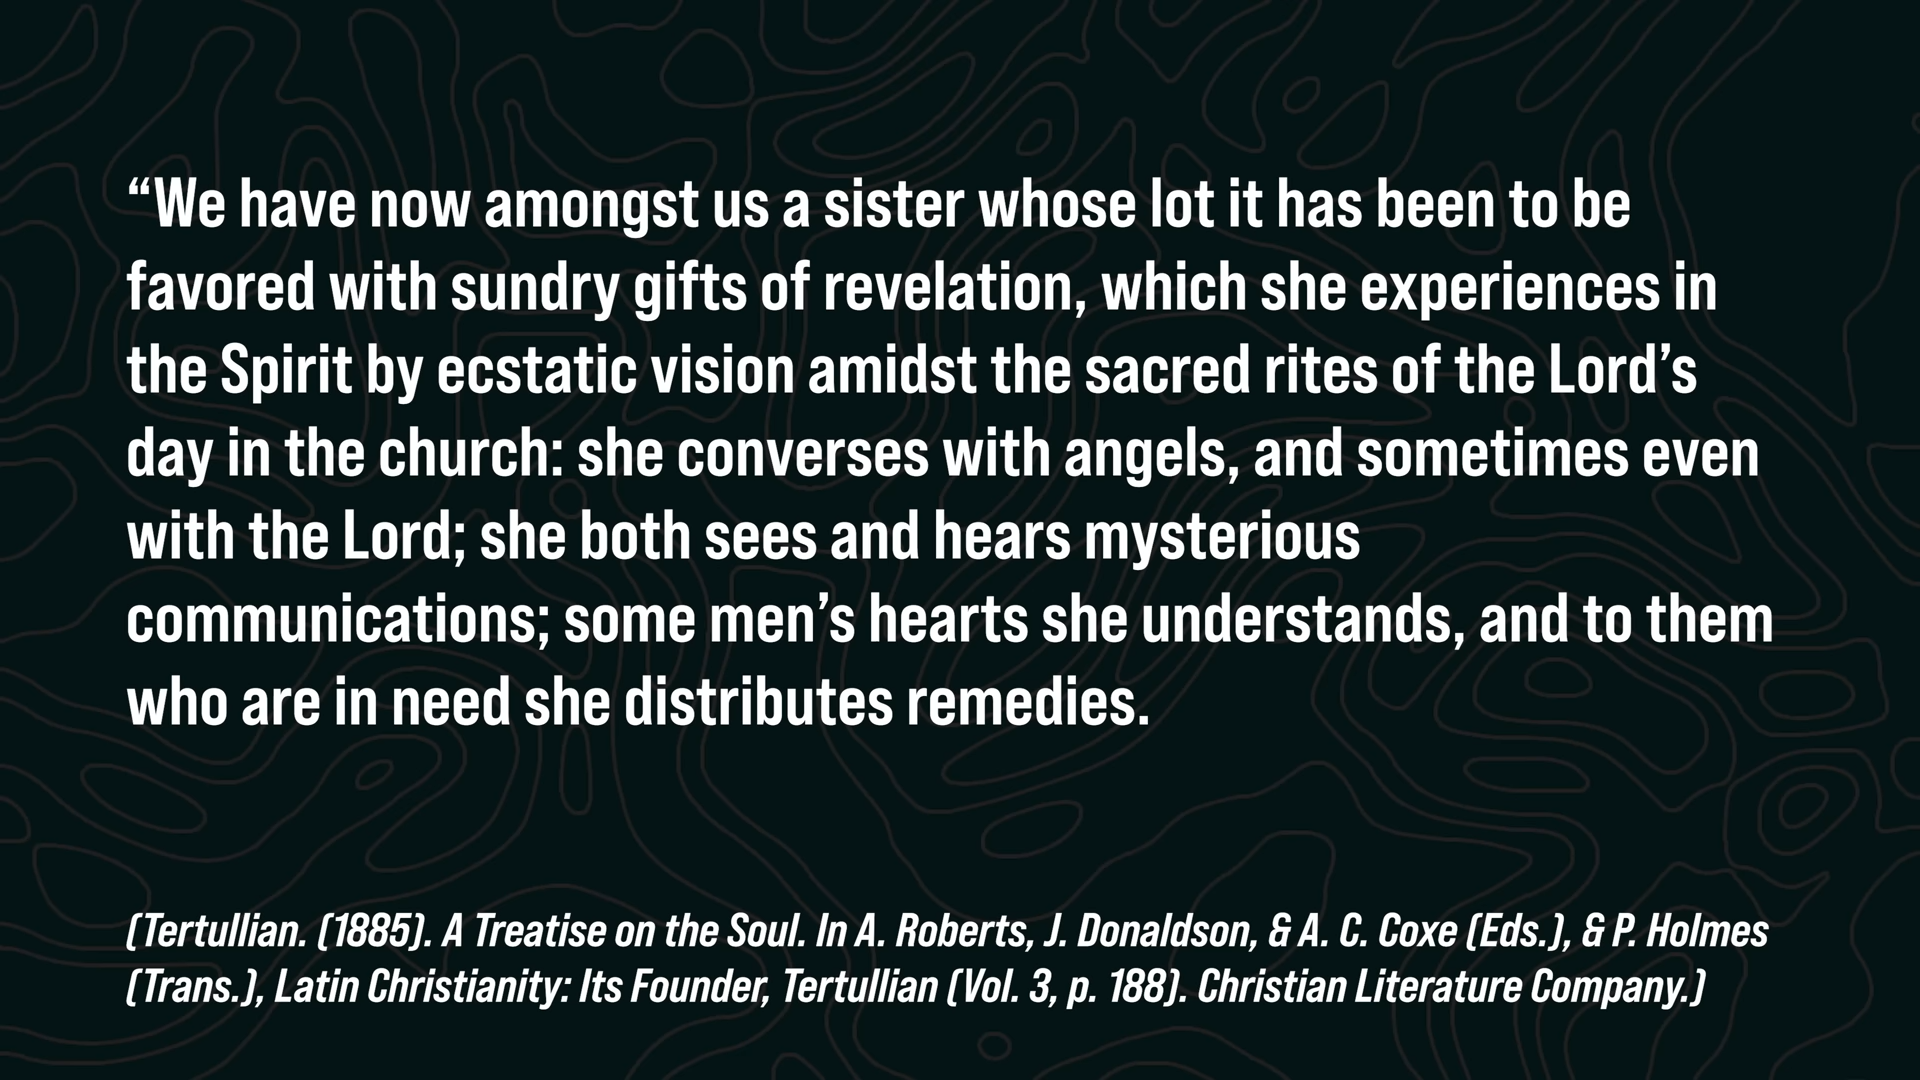 “We have now amongst us a sister whose lot it has been to be
favored with sundry gifts of revelation, which she experiences in
the Spirit by ecstatic vision amidst the sacred rites of the Lord’s
day in the church: she converses with angels, and sometimes even
with the Lord; she both sees and hears mysterious
communications; some men’s hearts she understands, and to them
who are in need she distributes remedies.
(Tertullian. (1885). A Treatise on the Soul. In A. Roberts, J. Donaldson, & A. C. Coxe (Eds.), & P. Holmes
(Trans.), Latin Christianity: Its Founder, Tertullian (Vol. 3, p. 188). Christian Literature Company.)